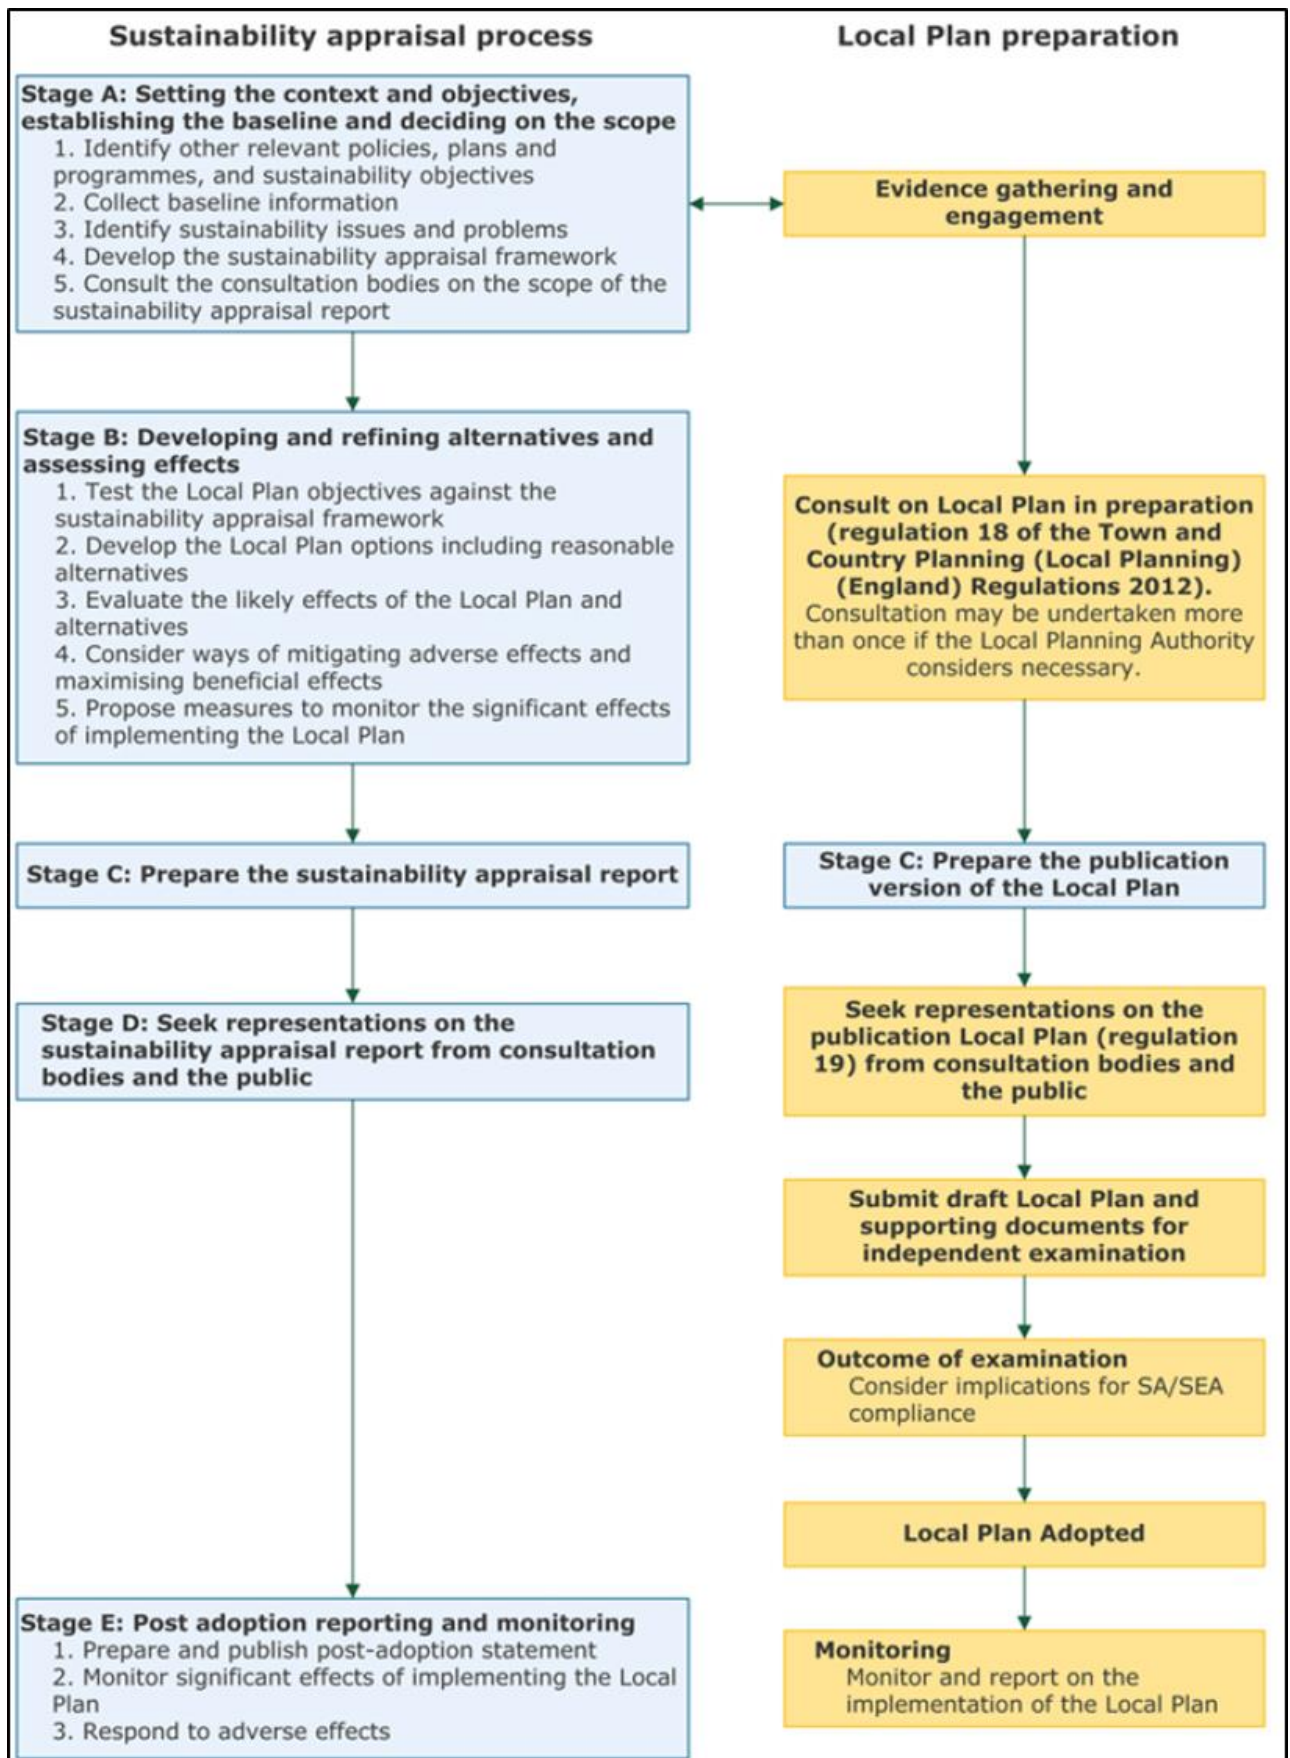 Sustainability appraisal process
Local Plan preparation
Stage A: Setting the context and objectives,
establishing the baseline and deciding on the scope
1. Identify other relevant policies, plans and
programmes, and sustainability objectives
2. Collect baseline information
3. Identify sustainability issues and problems
4. Develop the sustainability appraisal framework
5. Consult the consultation bodies on the scope of the
sustainability appraisal report
Evidence gathering and
engagement
Stage B: Developing and refining alternatives and
assessing effects
1. Test the Local Plan objectives against the
sustainability appraisal framework
2. Develop the Local Plan options including reasonable
alternatives
3. Evaluate the likely effects of the Local Plan and
alternatives
4. Consider ways of mitigating adverse effects and
maximising beneficial effects
5. Propose measures to monitor the significant effects
of implementing the Local Plan
Consult on Local Plan in preparation
(regulation 18 of the Town and
Country Planning (Local Planning)
(England) Regulations 2012).
Consultation may be undertaken more
than once if the Local Planning Authority
considers necessary.
Stage C: Prepare the sustainability appraisal report
Stage C: Prepare the publication
version of the Local Plan
Stage D: Seek representations on the
sustainability appraisal report from consultation
bodies and the public
Seek representations on the
publication Local Plan (regulation
19) from consultation bodies and
the public
Submit draft Local Plan and
supporting documents for
independent examination
Outcome of examination
Consider implications for SA/SEA
compliance
Local Plan Adopted
Stage E: Post adoption reporting and monitoring
1. Prepare and publish post-adoption statement
2. Monitor significant effects of implementing the Local
Plan
3. Respond to adverse effects
Monitoring
Monitor and report on the
implementation of the Local Plan